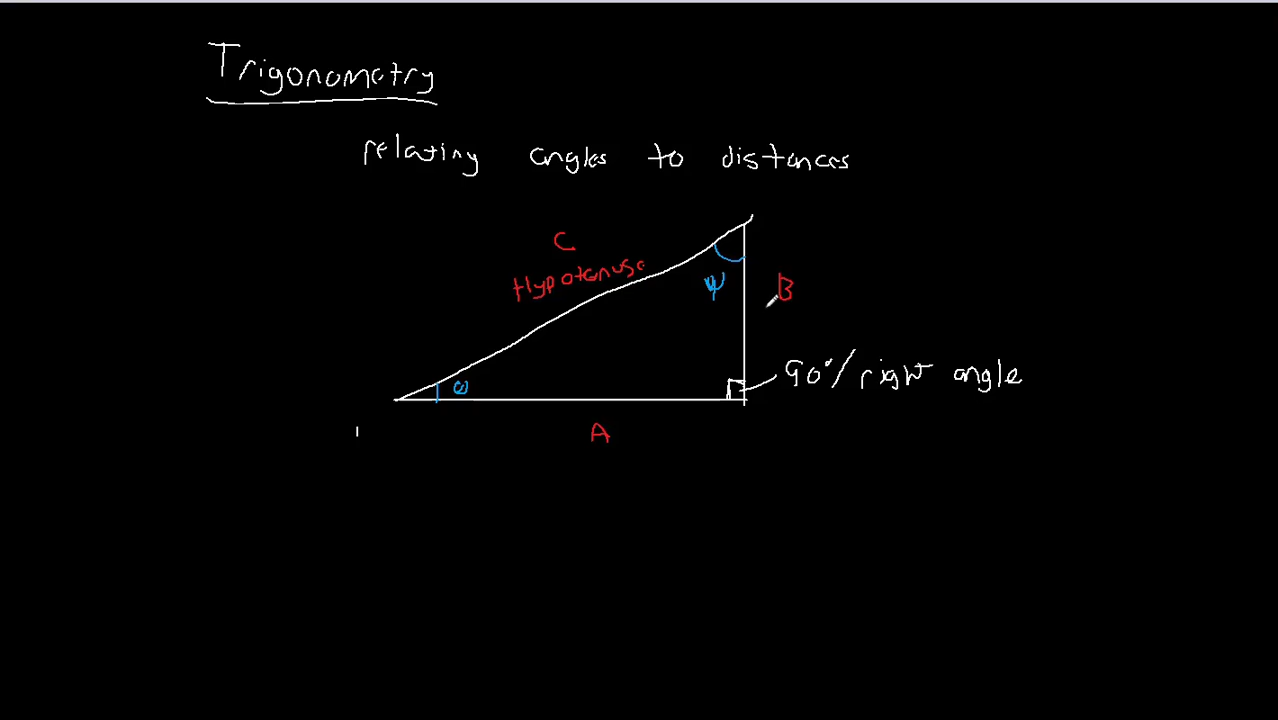 Trigonometry
relating angles to distances
C
Hypotenuse
ψ
B
90°/right angle
θ
A